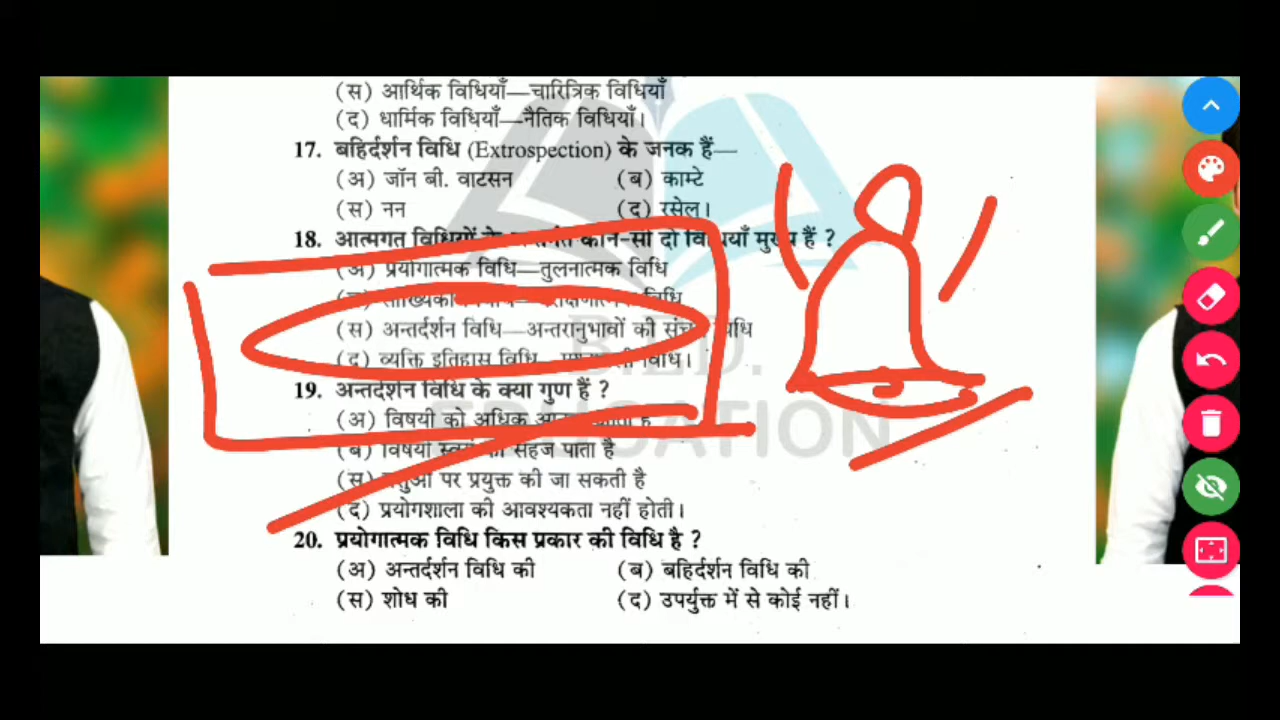 (स) आर्थिक विधियाँ—चारित्रिक विधियाँ
(द) धार्मिक विधियाँ—नैतिक विधियाँ।
17. बहिर्दर्शन विधि (Extrospection) के जनक हैं—
(अ) जॉन बी. वाटसन (ब) काम्टे
(स) नन (द) रसेल।
18. आत्मगत विधियों के कौन-सी दो विधियाँ मुख्य हैं ?
(अ) प्रयोगात्मक विधि—तुलनात्मक विधि
विधि
(स) अन्तर्दर्शन विधि—अन्तरानुभावों की विधि
(द) व्यक्ति इतिहास विधि विधि।
19. अन्तर्दर्शन विधि के क्या गुण हैं ?
(अ) विषयी को अधिक है
(ब) विषयी सहज पाता है
(स) पर प्रयुक्त की जा सकती है
(द) प्रयोगशाला की आवश्यकता नहीं होती।
20. प्रयोगात्मक विधि किस प्रकार की विधि है ?
(अ) अन्तर्दर्शन विधि की (ब) बहिर्दर्शन विधि की
(स) शोध की (द) उपर्युक्त में से कोई नहीं।
B.ED.
EDUCATION